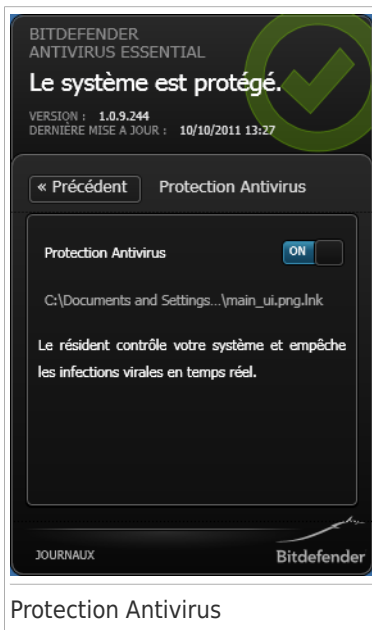 BITDEFENDER
ANTIVIRUS ESSENTIAL
Le système est protégé.
VERSION : 1.0.9.244
DERNIÈRE MISE A JOUR : 10/10/2011 13:27
« Précédent Protection Antivirus
Protection Antivirus ON
C:\Documents and Settings...\main_ui.png.lnk
Le résident contrôle votre système et empêche
les infections virales en temps réel.
JOURNAUX Bitdefender
Protection Antivirus